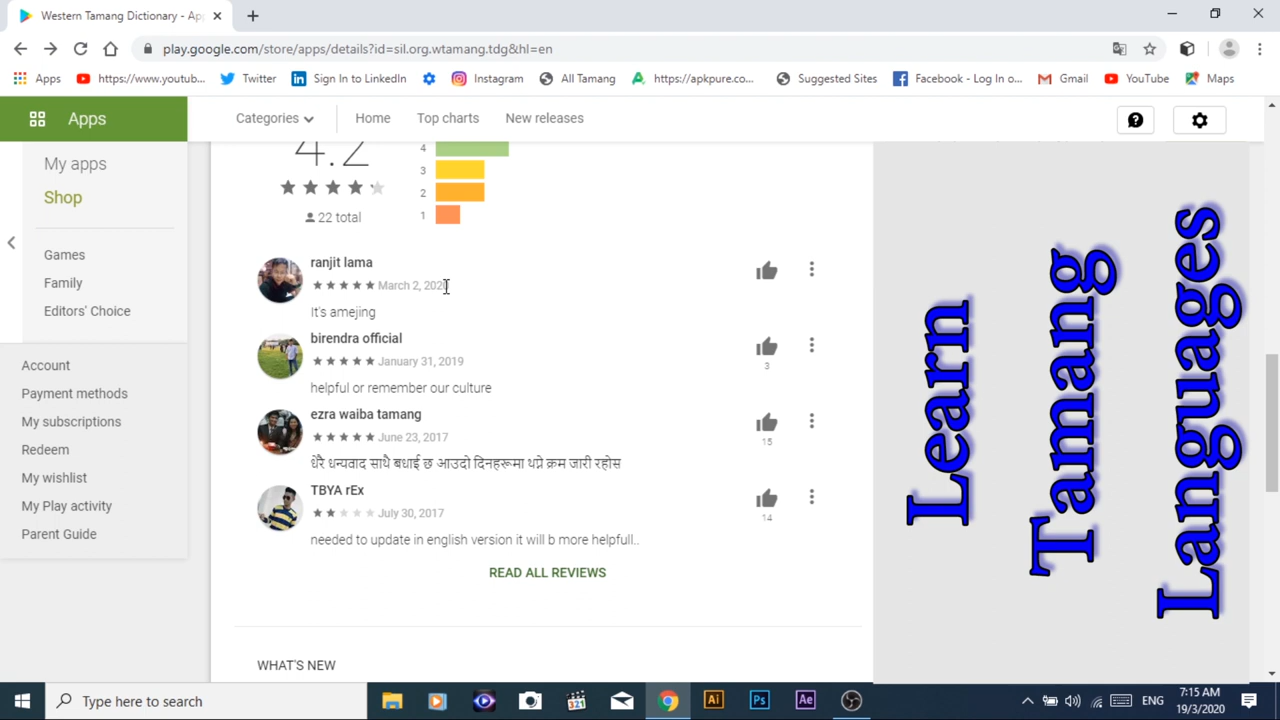 Western Tamang Dictionary - App
play.google.com/store/apps/details?id=sil.org.wtamang.tdg&hl=en
Apps
https://www.youtub...
Twitter
Sign In to LinkedIn
Instagram
All Tamang
https://apkpure.co...
Suggested Sites
Facebook - Log In o...
Gmail
YouTube
Maps
Apps
Categories
Home
Top charts
New releases
My apps
Shop
Games
Family
Editors' Choice
Account
Payment methods
My subscriptions
Redeem
My wishlist
My Play activity
Parent Guide
4.2
22 total
4
3
2
1
ranjit lama
March 2, 2020
It's amejing
birendra official
January 31, 2019
helpful or remember our culture
3
ezra waiba tamang
June 23, 2017
धेरै धन्यवाद साथै बधाई छ आउदो दिनहरूमा थप्ने क्रम जारी रहोस
15
TBYA rEx
July 30, 2017
needed to update in english version it will b more helpfull..
14
READ ALL REVIEWS
WHAT'S NEW
Learn
Tamang
Languages
Type here to search
321
Ai
Ps
Ae
ENG
7:15 AM
19/3/2020